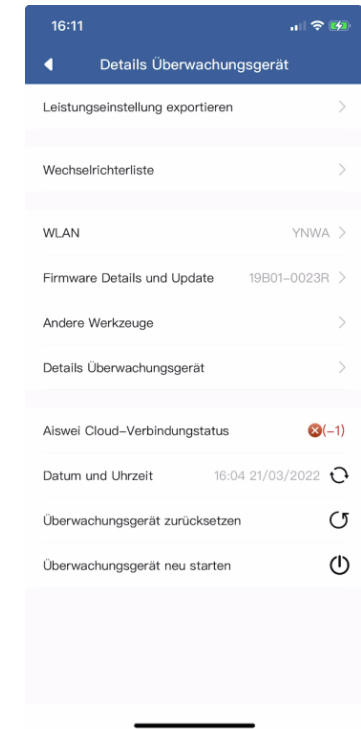 16:11
Details Überwachungsgerät
Leistungseinstellung exportieren
Wechselrichterliste
WLAN YNWA
Firmware Details und Update 19B01-0023R
Andere Werkzeuge
Details Überwachungsgerät
Aiswei Cloud-Verbindungstatus (-1)
Datum und Uhrzeit 16:04 21/03/2022
Überwachungsgerät zurücksetzen
Überwachungsgerät neu starten